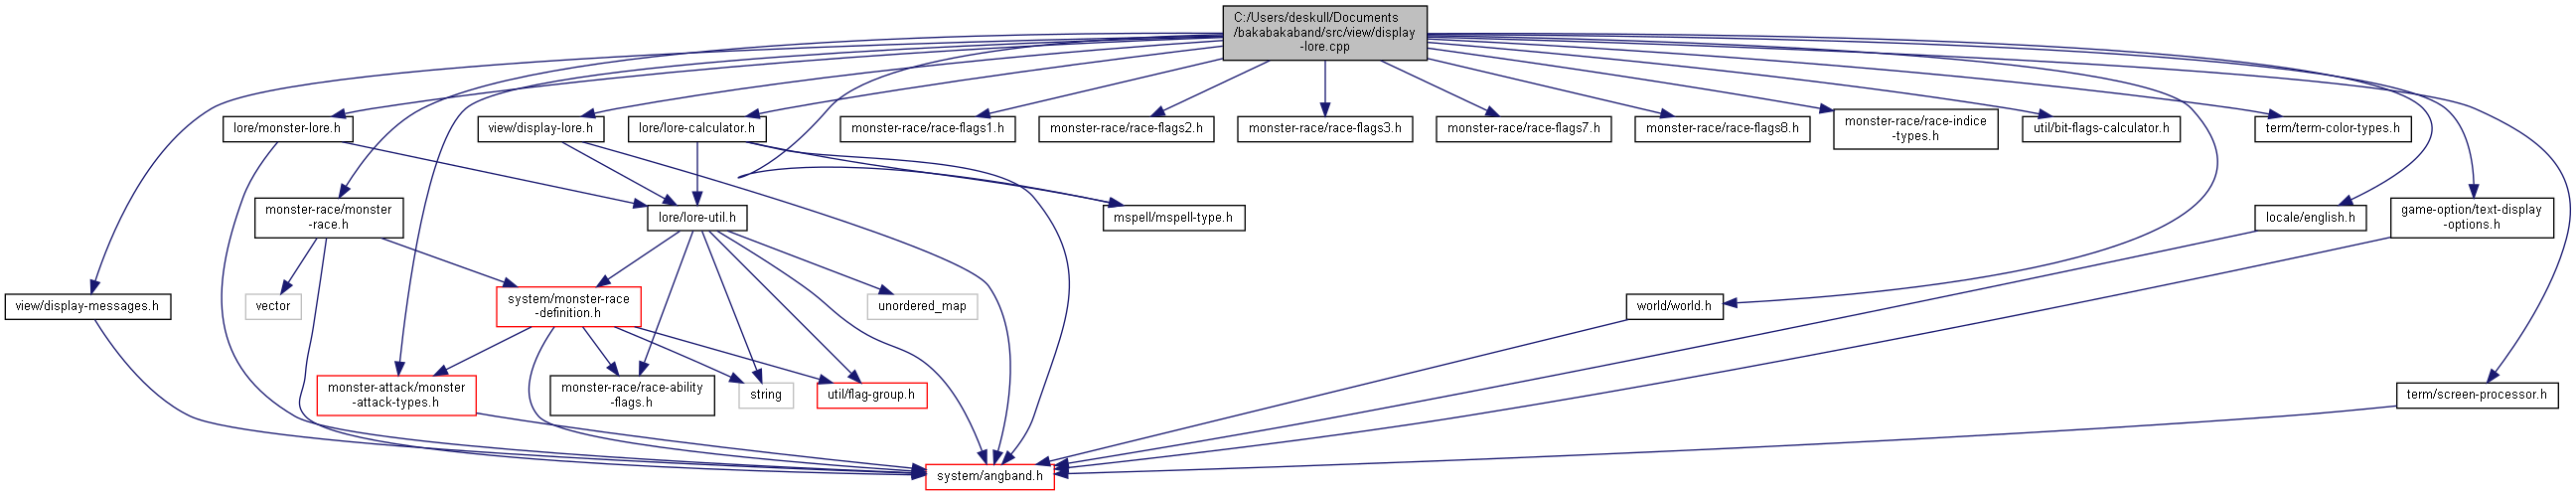 C:/Users/deskull/Documents
/bakabakaband/src/view/display
-lore.cpp
lore/monster-lore.h
view/display-lore.h
lore/lore-calculator.h
monster-race/race-flags1.h
monster-race/race-flags2.h
monster-race/race-flags3.h
monster-race/race-flags7.h
monster-race/race-flags8.h
monster-race/race-indice
-types.h
util/bit-flags-calculator.h
term/term-color-types.h
monster-race/monster
-race.h
lore/lore-util.h
mspell/mspell-type.h
locale/english.h
game-option/text-display
-options.h
view/display-messages.h
vector
system/monster-race
-definition.h
unordered_map
world/world.h
monster-attack/monster
-attack-types.h
monster-race/race-ability
-flags.h
string
util/flag-group.h
term/screen-processor.h
system/angband.h